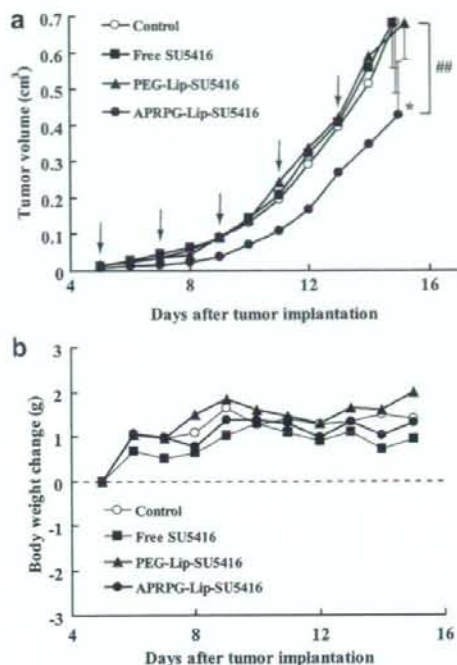 a
Control
Free SU5416
PEG-Lip-SU5416
APRPG-Lip-SU5416
##
*
Tumor volume (cm3)
0.7
0.6
0.5
0.4
0.3
0.2
0.1
0
4 8 12 16
Days after tumor implantation
b
Body weight change (g)
3
2
1
0
-1
-2
-3
Control
Free SU5416
PEG-Lip-SU5416
APRPG-Lip-SU5416
4 8 12 16
Days after tumor implantation